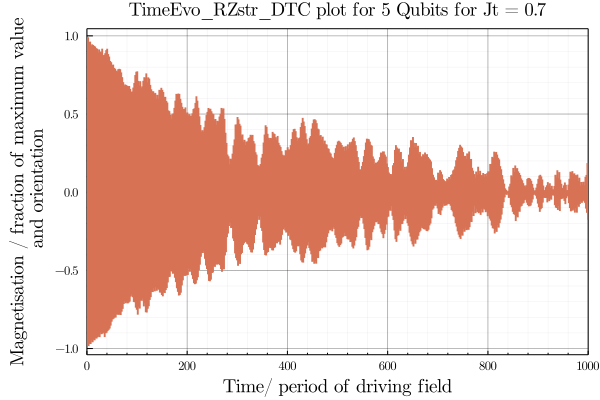 TimeEvo_RZstr_DTC plot for 5 Qubits for Jt = 0.7
Magnetisation / fraction of maximum value
and orientation
1.0
0.5
0.0
−0.5
−1.0
0
200
400
600
800
1000
Time/ period of driving field